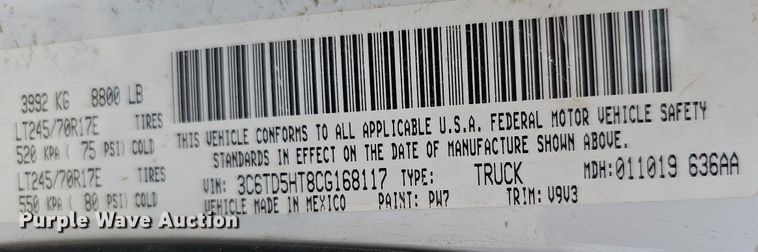 3992 KG 8800 LB
LT245/70R17E TIRES
520 KPA ( 75 PSI) COLD
LT245/70R17E TIRES
550 KPA ( 80 PSI) COLD
THIS VEHICLE CONFORMS TO ALL APPLICABLE U.S.A. FEDERAL MOTOR VEHICLE SAFETY
STANDARDS IN EFFECT ON THE DATE OF MANUFACTURE SHOWN ABOVE.
VIN: 3C6TD5HT8CG168117 TYPE: TRUCK MDH:011019 636AA
VEHICLE MADE IN MEXICO PAINT: PW7 TRIM: V9V3
Purple Wave Auction